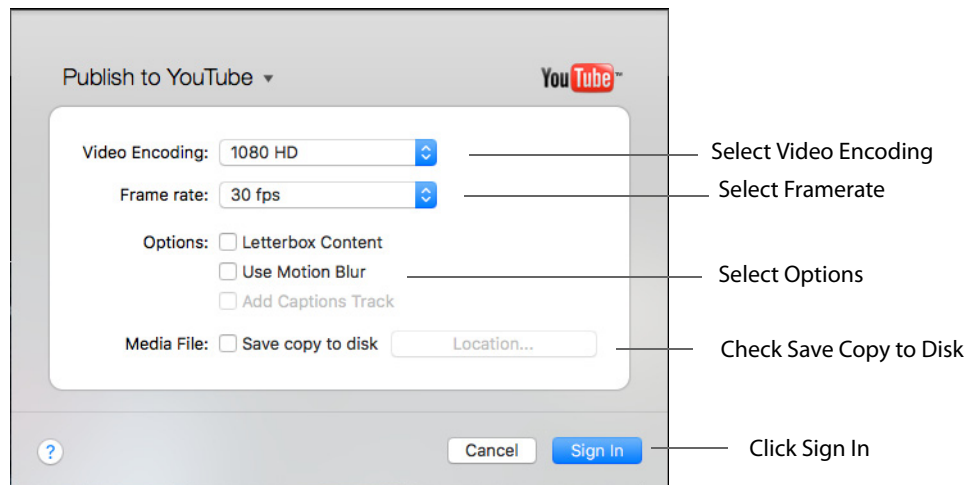 Publish to YouTube
YouTube™
Video Encoding: 1080 HD
Select Video Encoding
Frame rate: 30 fps
Select Framerate
Options: Letterbox Content
Use Motion Blur
Select Options
Add Captions Track
Media File: Save copy to disk Location...
Check Save Copy to Disk
? Cancel Sign In
Click Sign In